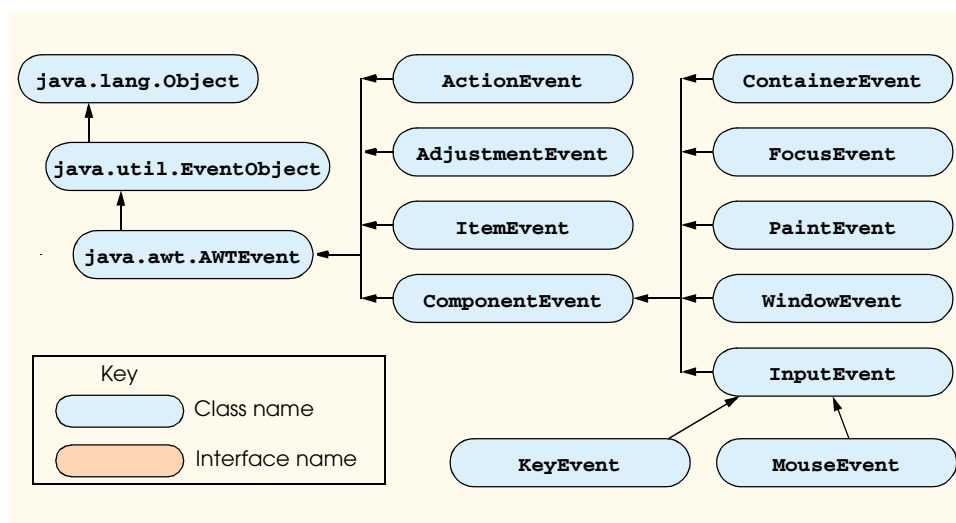 java.lang.Object
java.util.EventObject
java.awt.AWTEvent
ActionEvent
AdjustmentEvent
ItemEvent
ComponentEvent
ContainerEvent
FocusEvent
PaintEvent
WindowEvent
InputEvent
KeyEvent
MouseEvent
Key
Class name
Interface name